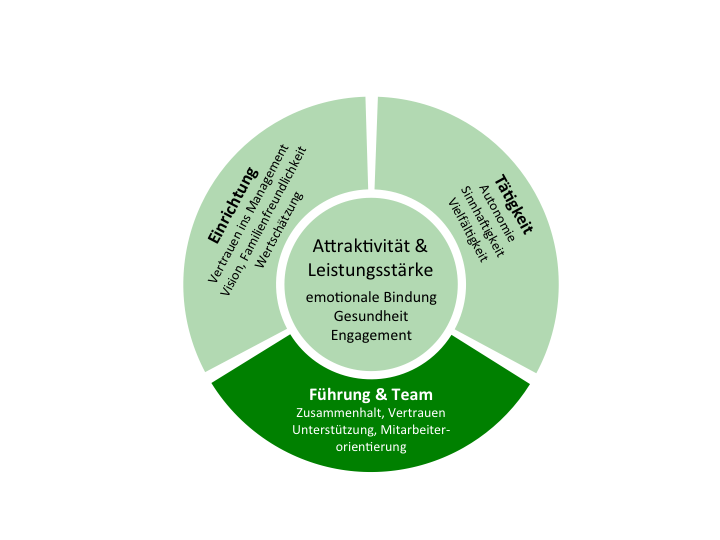 Einrichtung
Vertrauen ins Management
Vision, Familienfreundlichkeit
Wertschätzung
Tätigkeit
Autonomie
Sinnhaftigkeit
Vielfältigkeit
Attraktivität &
Leistungsstärke
emotionale Bindung
Gesundheit
Engagement
Führung & Team
Zusammenhalt, Vertrauen
Unterstützung, Mitarbeiter-
orientierung